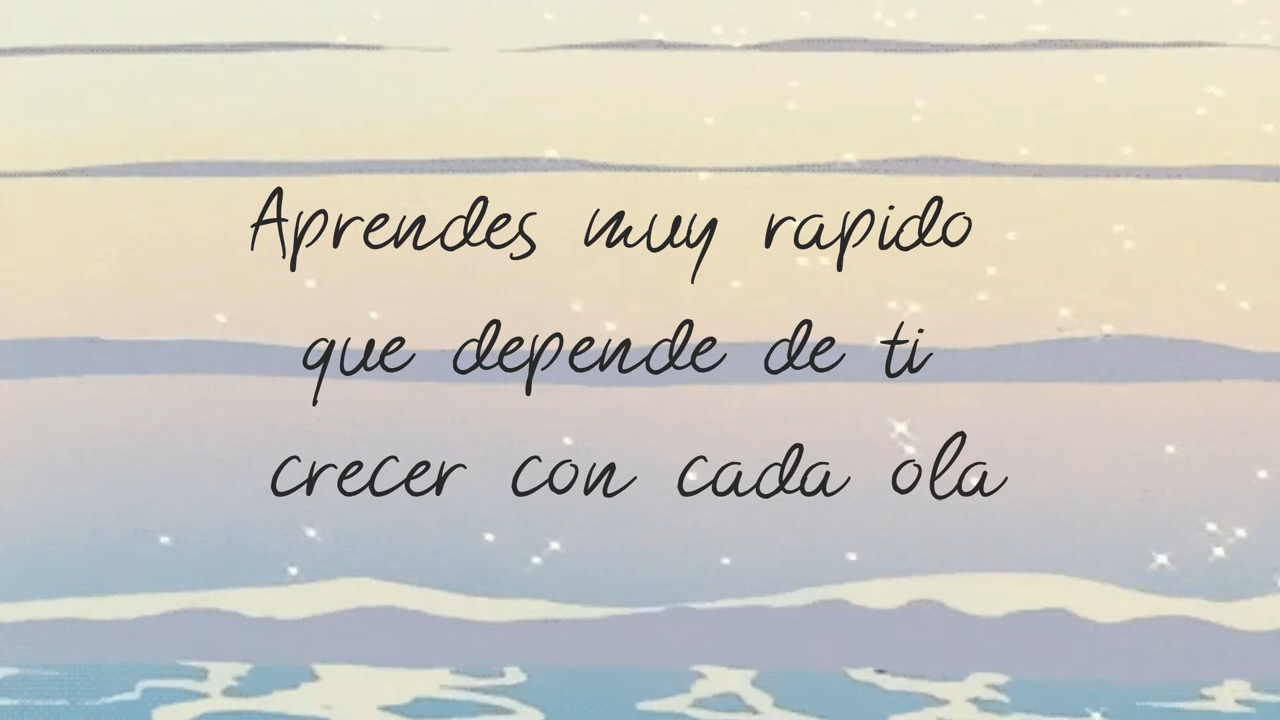 Aprendes muy rapido
que depende de ti
crecer con cada ola